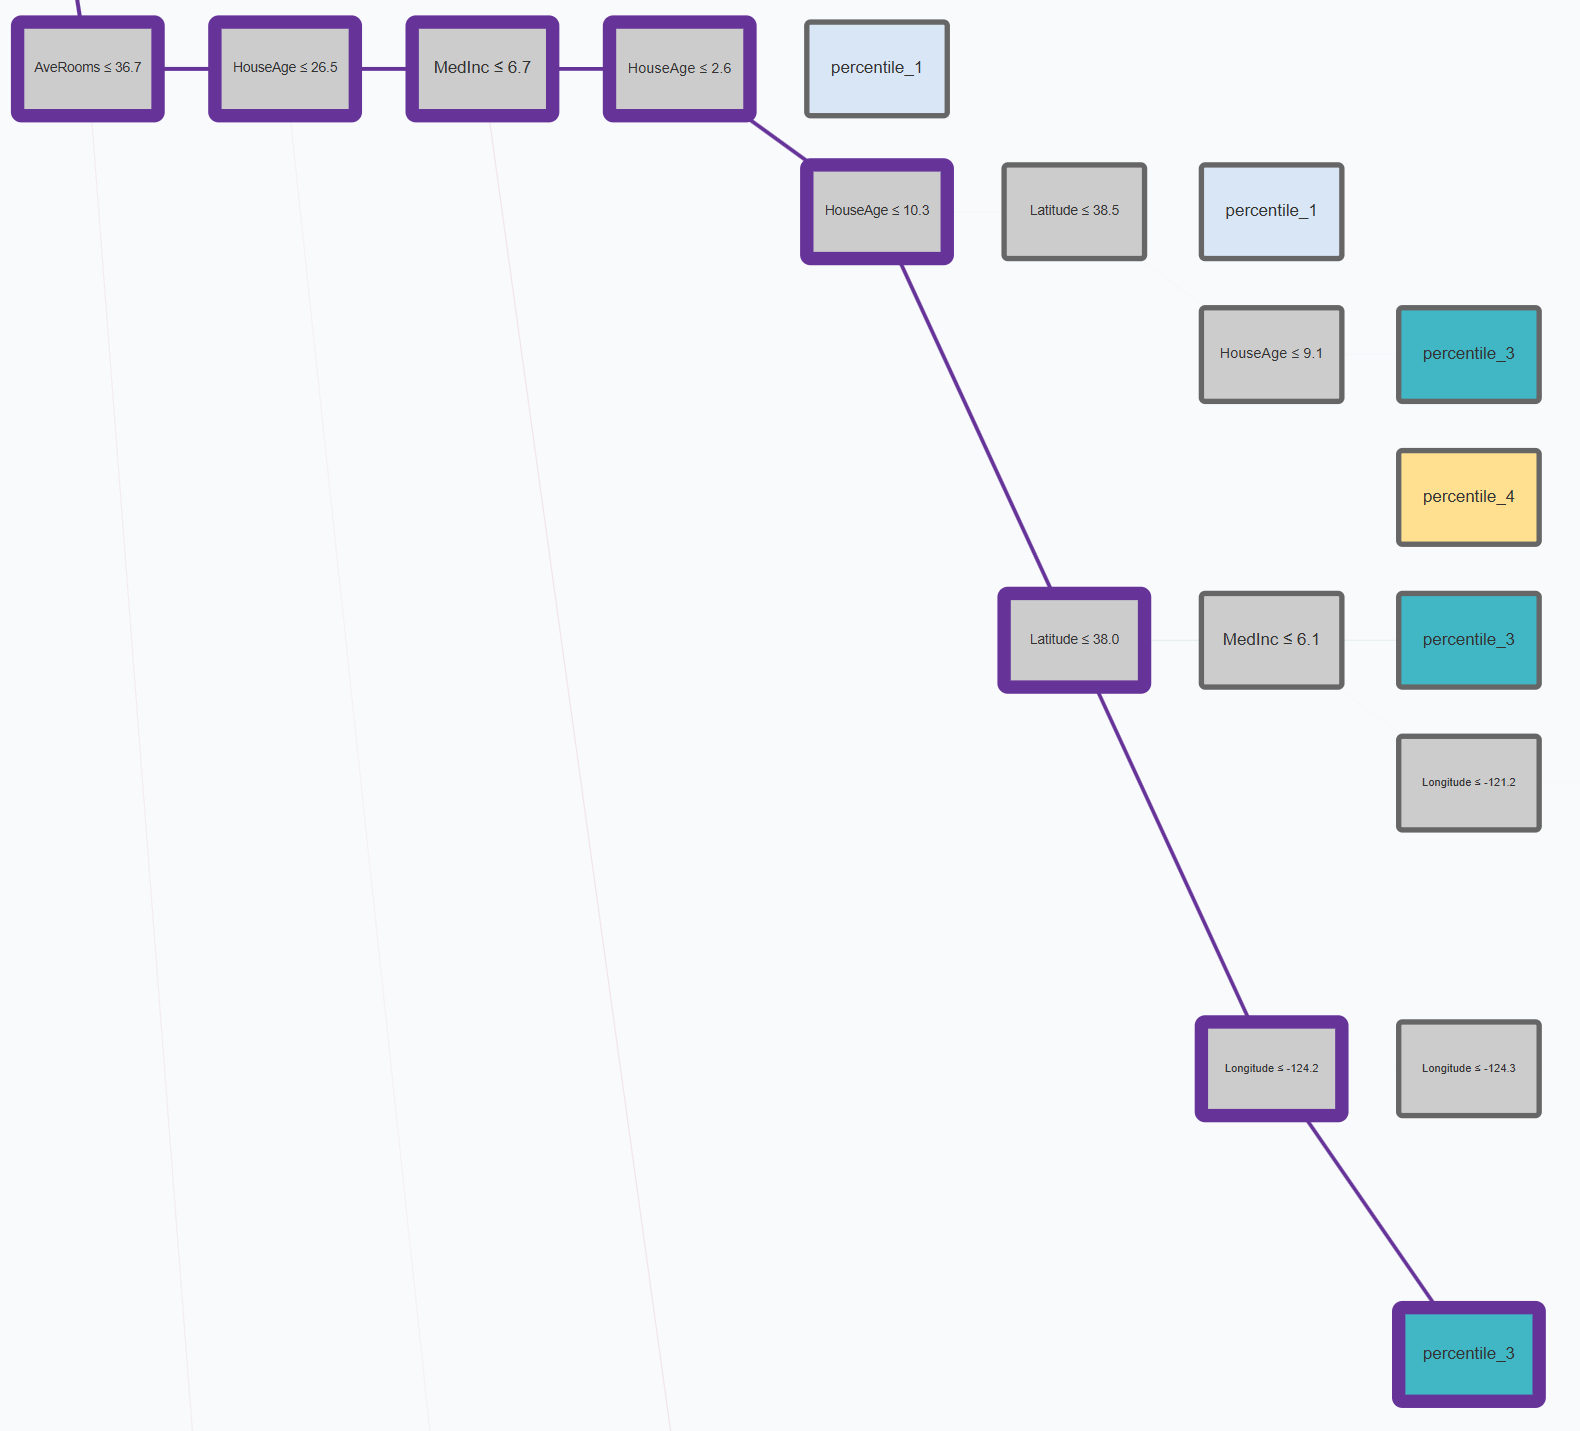 AveRooms ≤ 36.7
HouseAge ≤ 26.5
MedInc ≤ 6.7
HouseAge ≤ 2.6
percentile_1
HouseAge ≤ 10.3
Latitude ≤ 38.5
percentile_1
HouseAge ≤ 9.1
percentile_3
percentile_4
Latitude ≤ 38.0
MedInc ≤ 6.1
percentile_3
Longitude ≤ -121.2
Longitude ≤ -124.2
Longitude ≤ -124.3
percentile_3